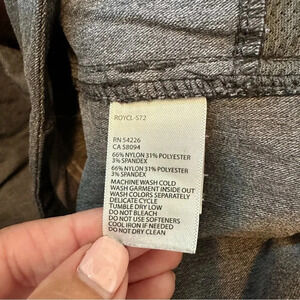 ROYCL-S72
RN 54226
CA 58094
66% NYLON 31% POLYESTER
3% SPANDEX
66% NYLON 31% POLYESTER
3% SPANDEX
MACHINE WASH COLD
WASH GARMENT INSIDE OUT
WASH COLORS SEPARATELY
DELICATE CYCLE
TUMBLE DRY LOW
DO NOT BLEACH
DO NOT USE SOFTENERS
COOL IRON IF NEEDED
DO NOT DRY CLEAN